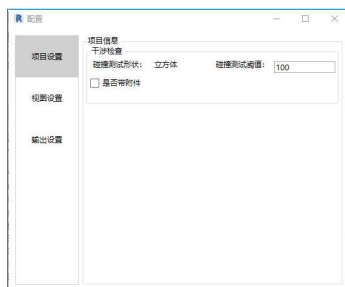 R 配置
项目设置
视图设置
输出设置
项目信息
干涉检查
碰撞测试形状： 立方体 碰撞测试阈值： 100
是否带附件